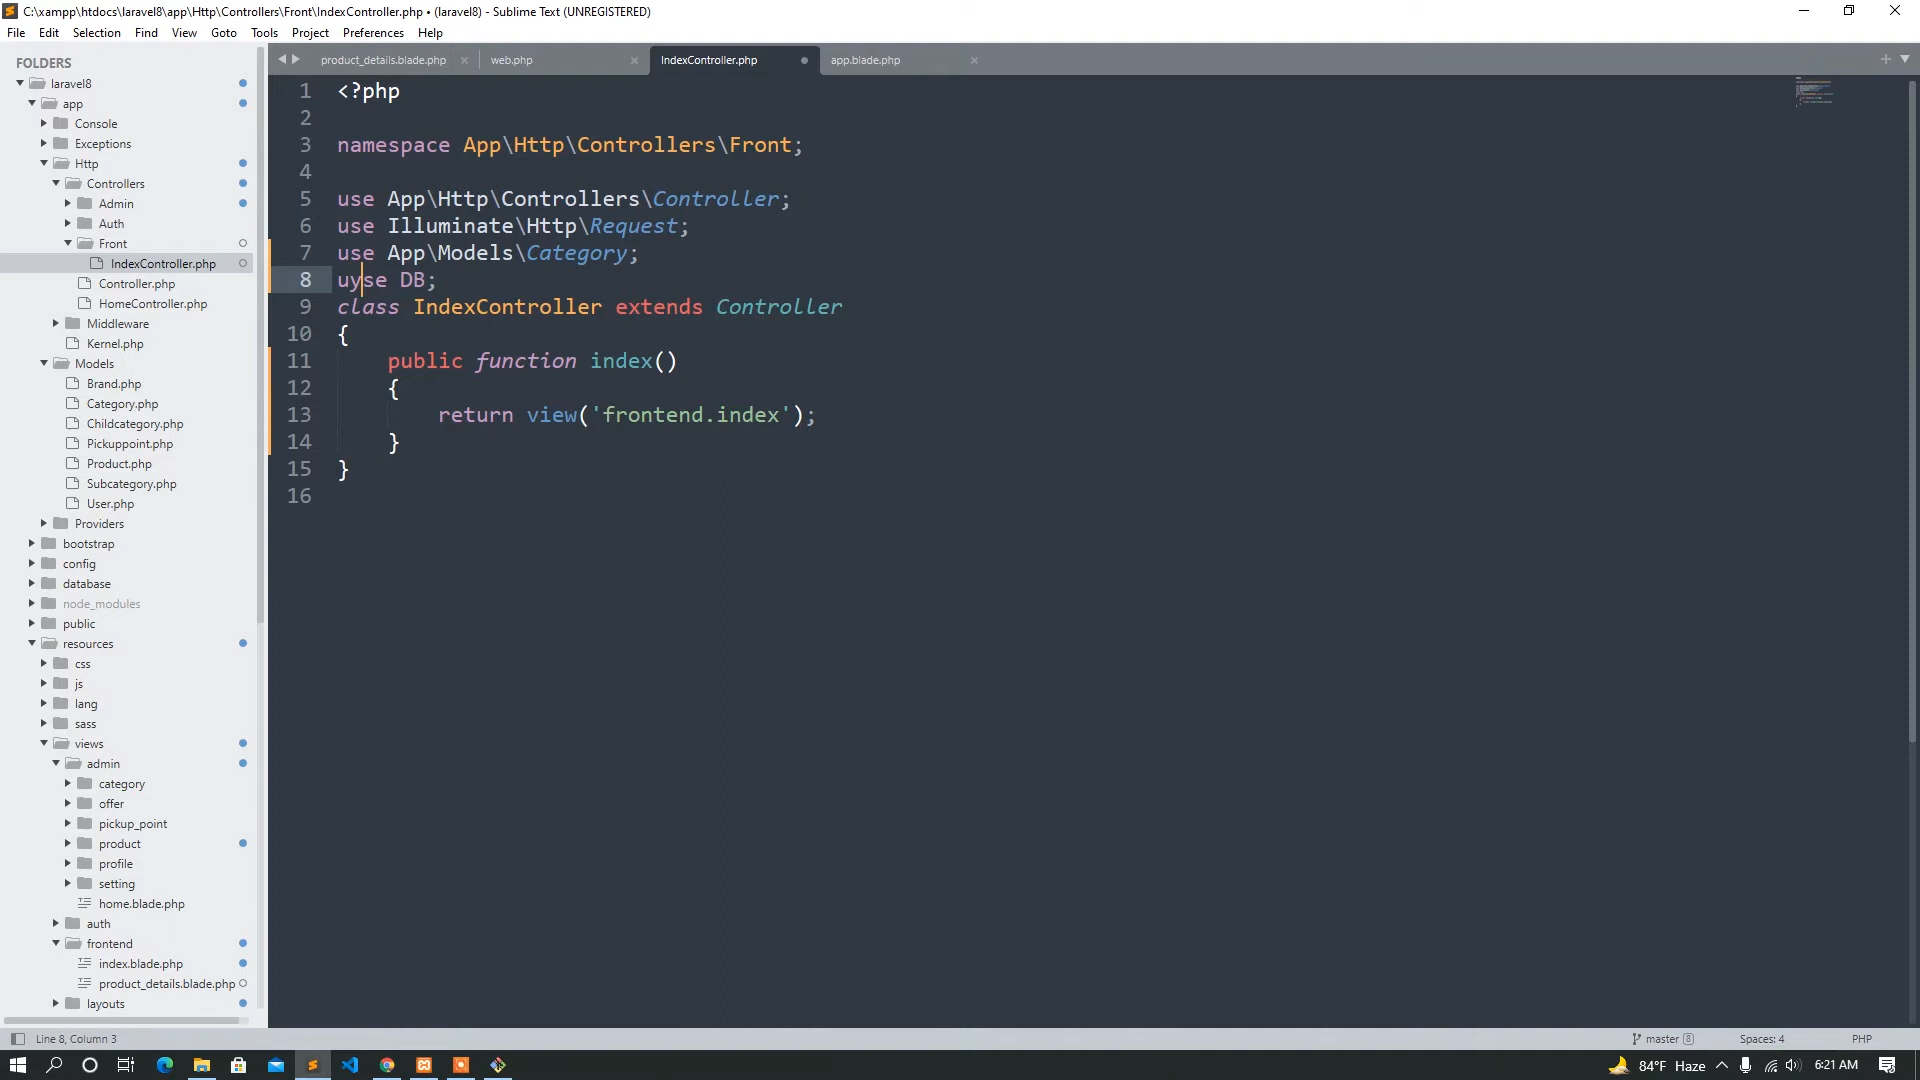 C:\xampp\htdocs\laravel8\app\Http\Controllers\Front\IndexController.php • (laravel8) - Sublime Text (UNREGISTERED)
File Edit Selection Find View Goto Tools Project Preferences Help
FOLDERS
laravel8
app
Console
Exceptions
Http
Controllers
Admin
Auth
Front
IndexController.php
Controller.php
HomeController.php
Middleware
Kernel.php
Models
Brand.php
Category.php
Childcategory.php
Pickuppoint.php
Product.php
Subcategory.php
User.php
Providers
bootstrap
config
database
node_modules
public
resources
css
js
lang
sass
views
admin
category
offer
pickup_point
product
profile
setting
home.blade.php
auth
frontend
index.blade.php
product_details.blade.php
layouts
product_details.blade.php web.php IndexController.php app.blade.php
1 <?php
2
3 namespace App\Http\Controllers\Front;
4
5 use App\Http\Controllers\Controller;
6 use Illuminate\Http\Request;
7 use App\Models\Category;
8 uyse DB;
9 class IndexController extends Controller
10 {
11 public function index()
12 {
13 return view('frontend.index');
14 }
15 }
16
Line 8, Column 3 master 8 Spaces: 4 PHP
84°F Haze 6:21 AM